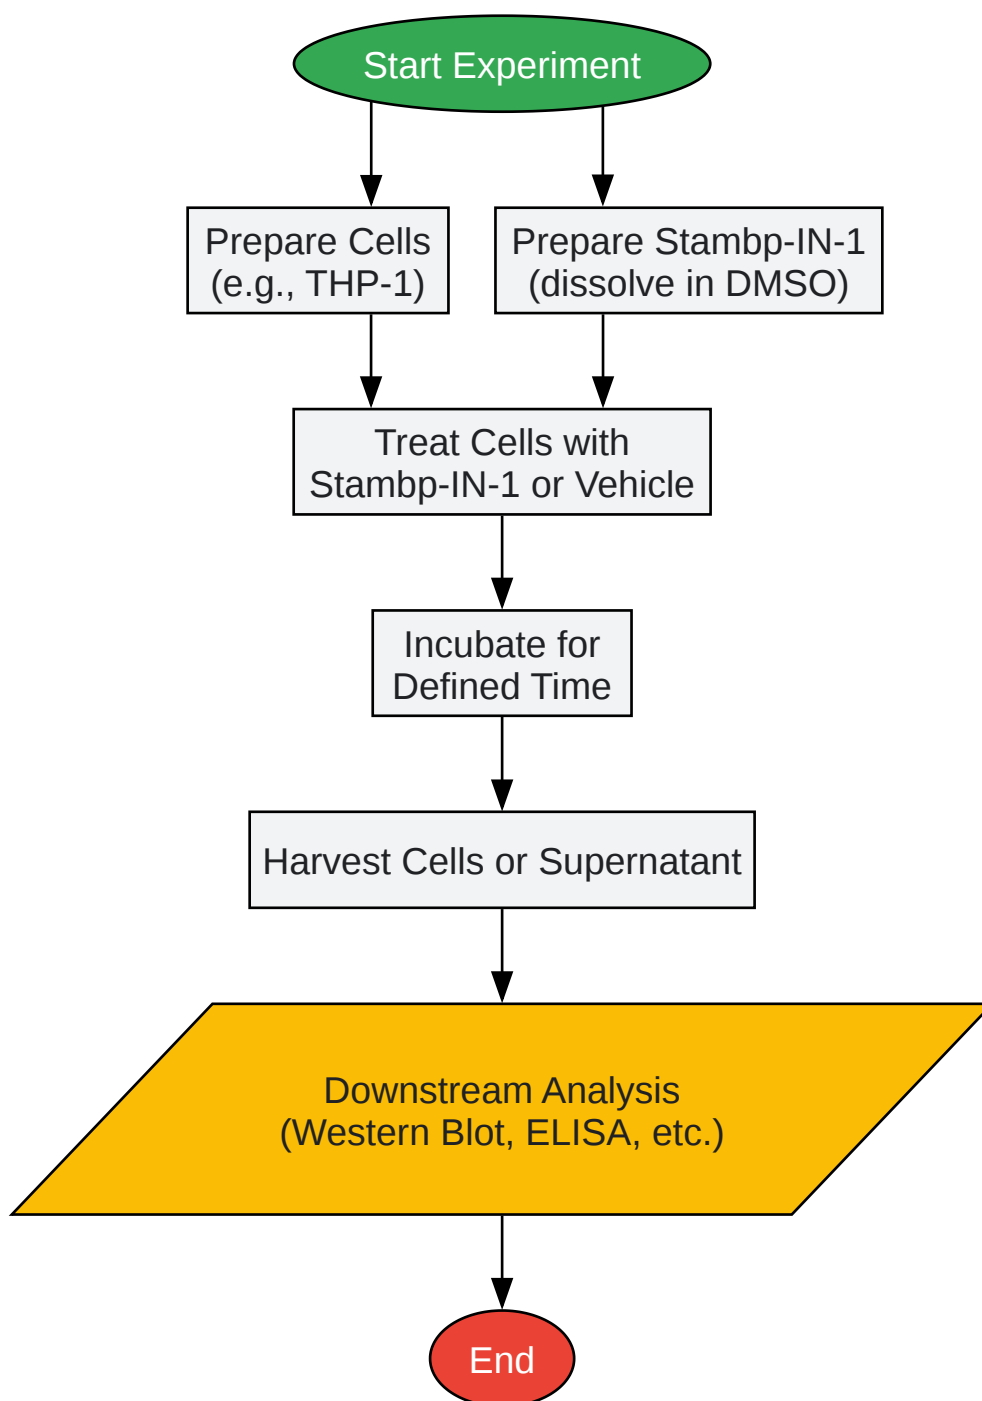 Start Experiment
Prepare Cells
(e.g., THP-1)
Prepare Stambp-IN-1
(dissolve in DMSO)
Treat Cells with
Stambp-IN-1 or Vehicle
Incubate for
Defined Time
Harvest Cells or Supernatant
Downstream Analysis
(Western Blot, ELISA, etc.)
End